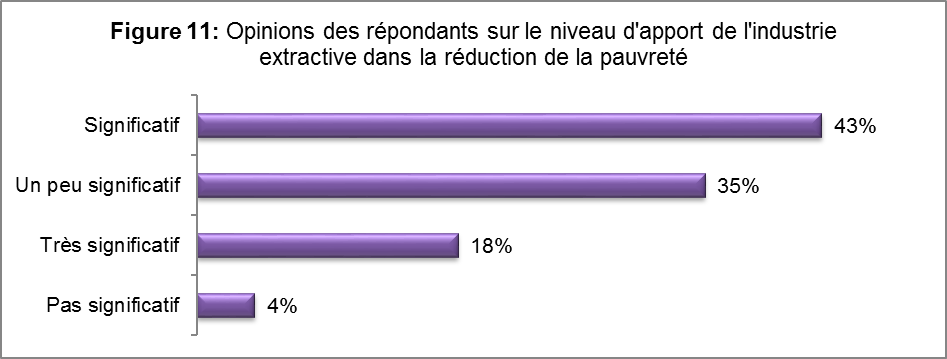 Figure 11: Opinions des répondants sur le niveau d'apport de l'industrie
extractive dans la réduction de la pauvreté
Significatif 43%
Un peu significatif 35%
Très significatif 18%
Pas significatif 4%